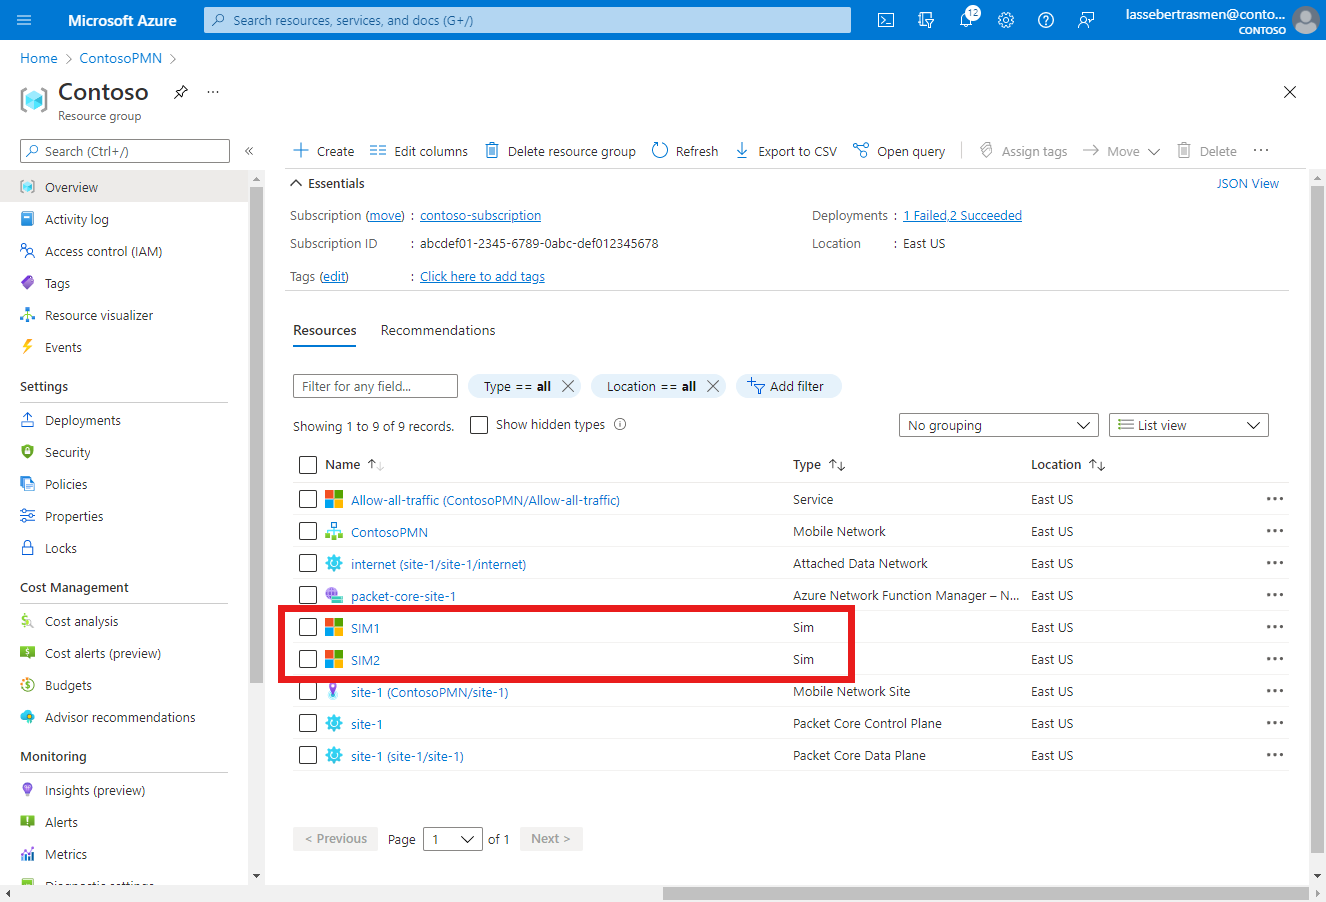 Microsoft Azure
Search resources, services, and docs (G+/)
12
lassebertrasmen@conto...
CONTOSO
Home > ContosoPMN >
Contoso
...
Resource group
Search (Ctrl+/)
«
Overview
Activity log
Access control (IAM)
Tags
Resource visualizer
Events
Settings
Deployments
Security
Policies
Properties
Locks
Cost Management
Cost analysis
Cost alerts (preview)
Budgets
Advisor recommendations
Monitoring
Insights (preview)
Alerts
Metrics
Diagnostic settings
Create Edit columns Delete resource group Refresh Export to CSV Open query Assign tags Move Delete ...
Essentials
JSON View
Subscription (move) : contoso-subscription
Deployments : 1 Failed,2 Succeeded
Subscription ID : abcdef01-2345-6789-0abc-def012345678
Location : East US
Tags (edit) : Click here to add tags
Resources Recommendations
Filter for any field... Type == all Location == all Add filter
Showing 1 to 9 of 9 records. Show hidden types No grouping List view
Name Type Location
Allow-all-traffic (ContosoPMN/Allow-all-traffic) Service East US ...
ContosoPMN Mobile Network East US ...
internet (site-1/site-1/internet) Attached Data Network East US ...
packet-core-site-1 Azure Network Function Manager – N... East US ...
SIM1 Sim East US ...
SIM2 Sim East US ...
site-1 (ContosoPMN/site-1) Mobile Network Site East US ...
site-1 Packet Core Control Plane East US ...
site-1 (site-1/site-1) Packet Core Data Plane East US ...
< Previous Page 1 of 1 Next >